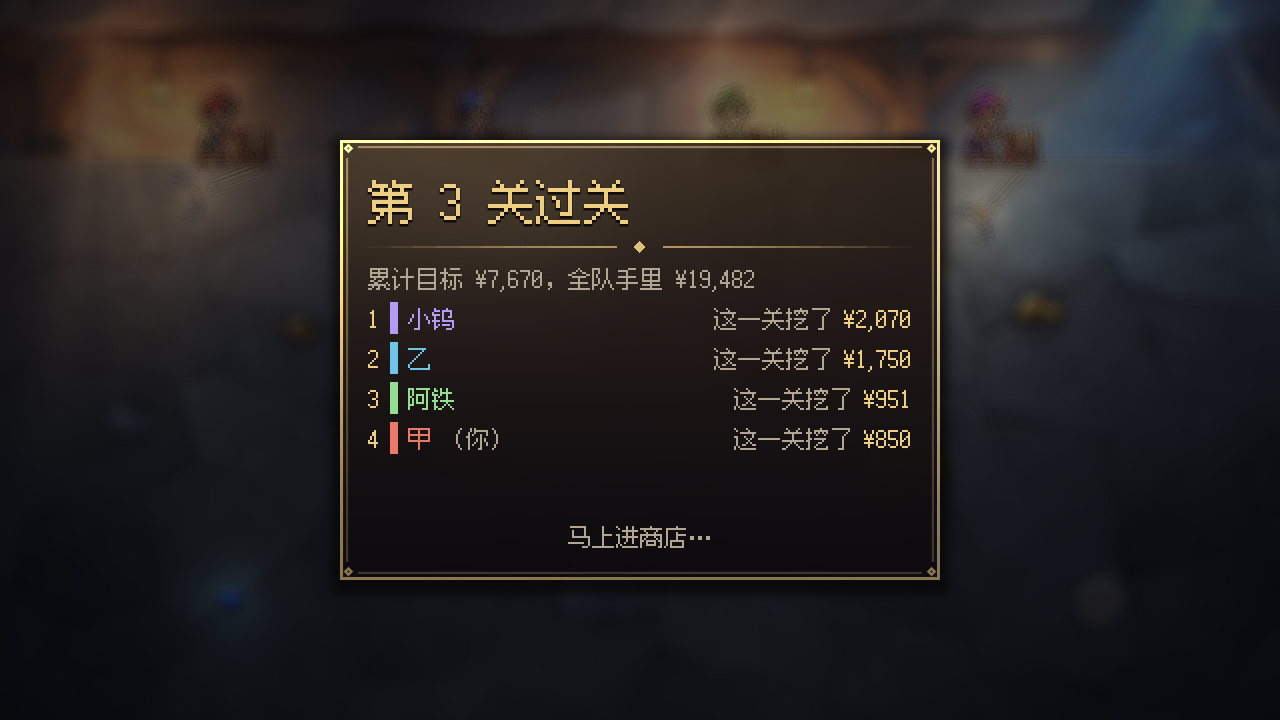 第 3 关过关
累计目标 ¥7,670，全队手里 ¥19,482
1 小钨 这一关挖了 ¥2,070
2 乙 这一关挖了 ¥1,750
3 阿铁 这一关挖了 ¥951
4 甲 （你） 这一关挖了 ¥850
马上进商店…